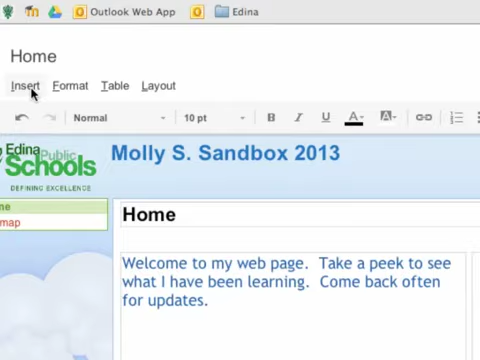 Outlook Web App Edina
Home
Insert Format Table Layout
Normal 10 pt B I U A A
Edina Public
Schools
DEFINING EXCELLENCE
Molly S. Sandbox 2013
Home
Welcome to my web page. Take a peek to see
what I have been learning. Come back often
for updates.